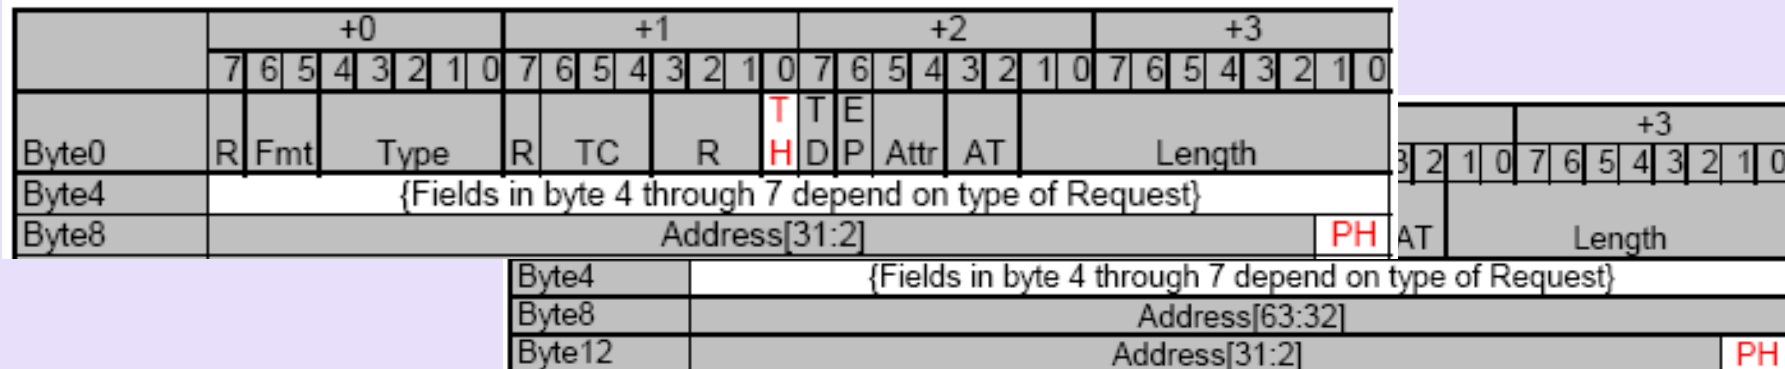 +0 +1 +2 +3
7 6 5 4 3 2 1 0 7 6 5 4 3 2 1 0 7 6 5 4 3 2 1 0 7 6 5 4 3 2 1 0
Byte0 R Fmt Type R TC R TH TD EP Attr AT Length
Byte4 {Fields in byte 4 through 7 depend on type of Request}
Byte8 Address[31:2] PH
+3
3 2 1 0 7 6 5 4 3 2 1 0
AT Length
Byte4 {Fields in byte 4 through 7 depend on type of Request}
Byte8 Address[63:32]
Byte12 Address[31:2] PH